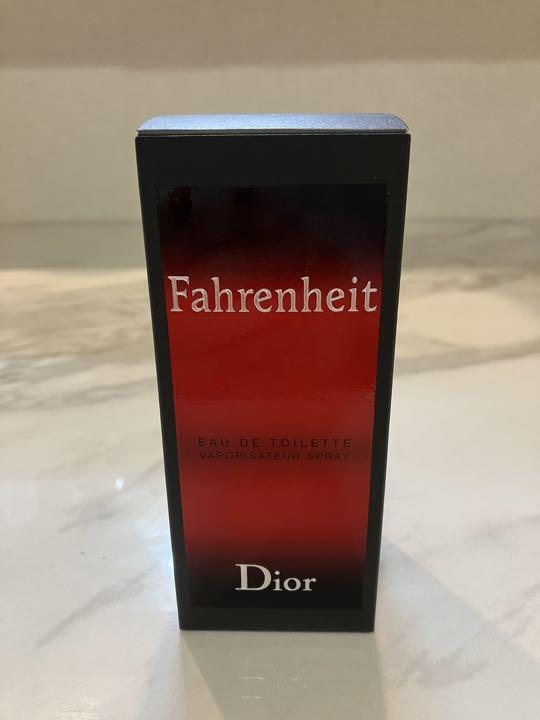 Fahrenheit
EAU DE TOILETTE
VAPORISATEUR SPRAY
Dior